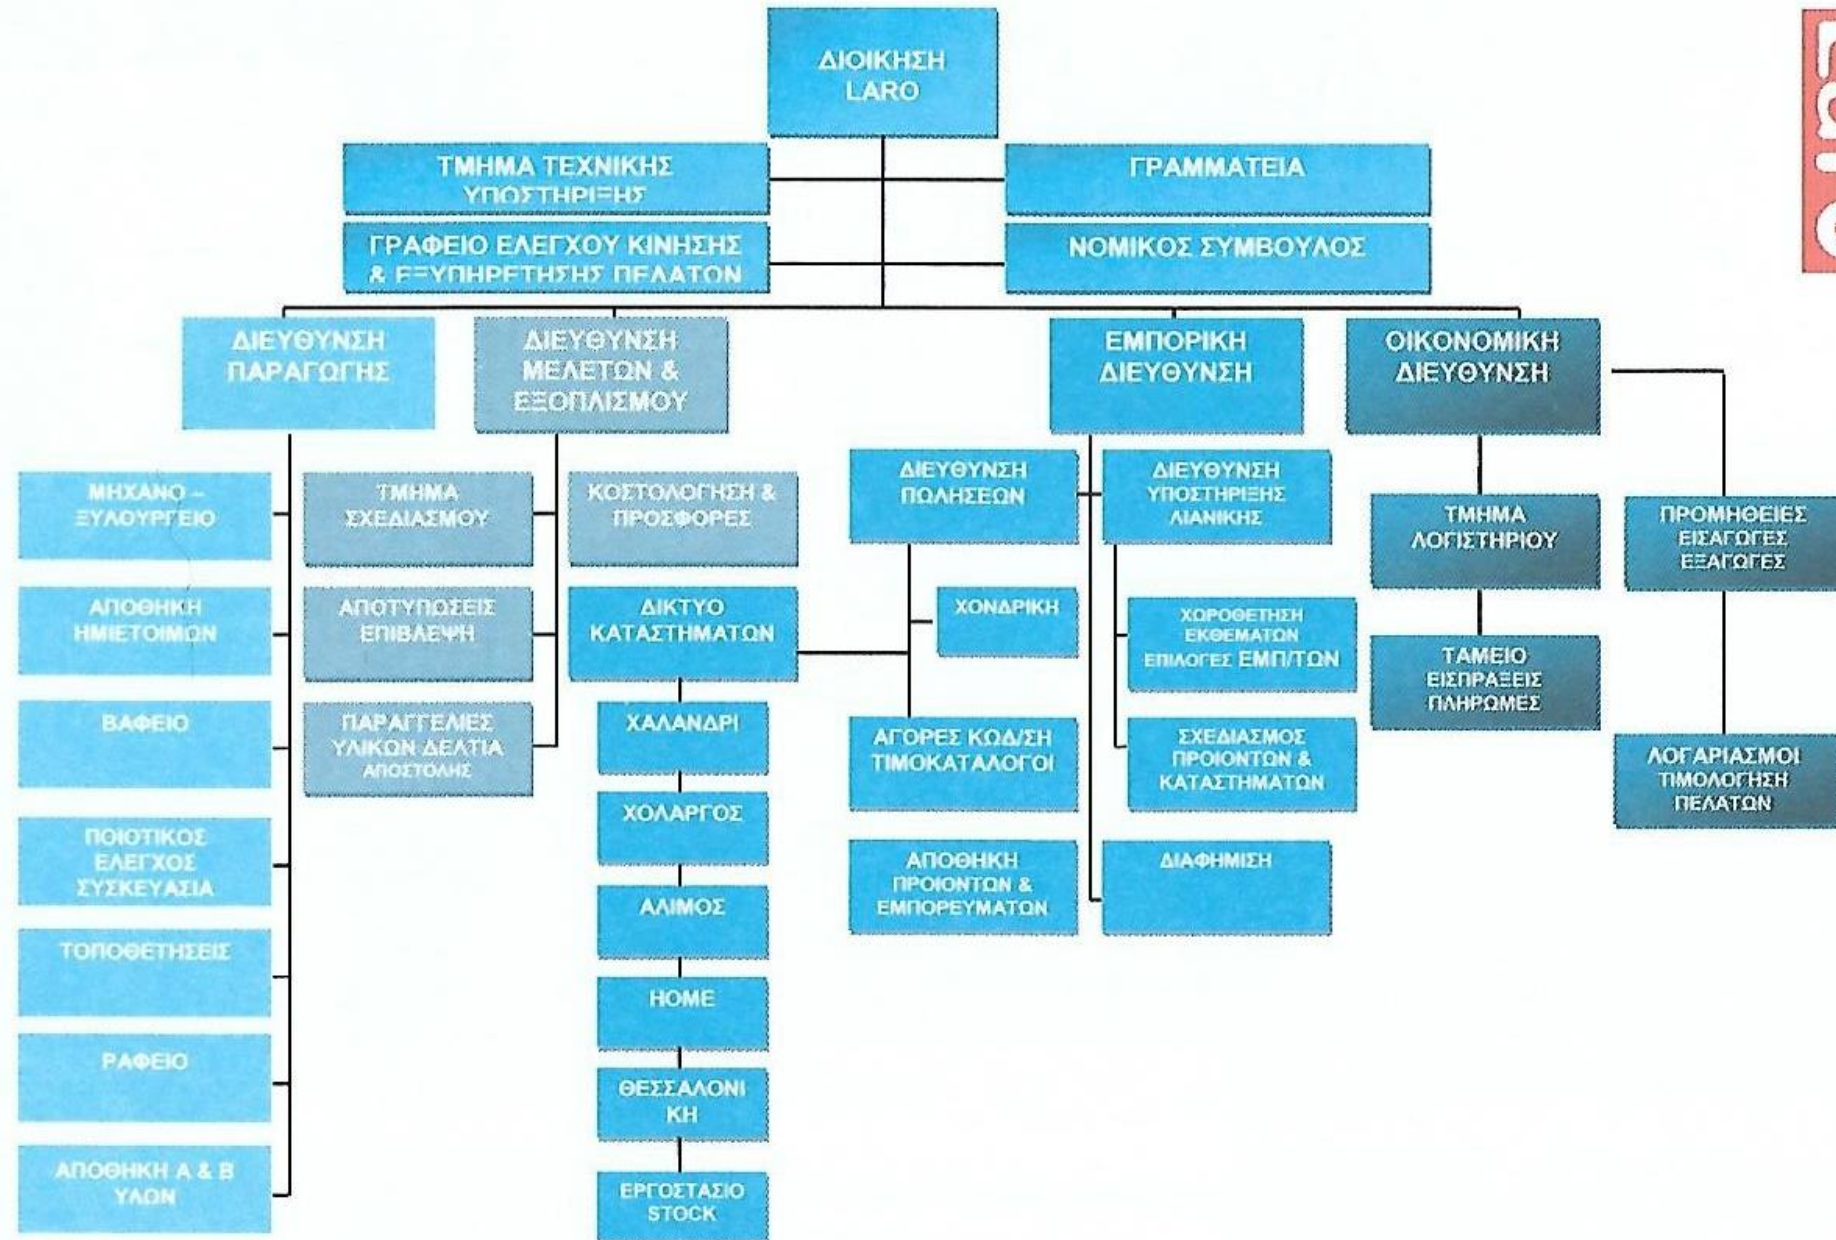 ΔΙΟΙΚΗΣΗ
LARO
Laro
ΤΜΗΜΑ ΤΕΧΝΙΚΗΣ
ΥΠΟΣΤΗΡΙΞΗΣ
ΓΡΑΜΜΑΤΕΙΑ
ΓΡΑΦΕΙΟ ΕΛΕΓΧΟΥ ΚΙΝΗΣΗΣ
& ΕΞΥΠΗΡΕΤΗΣΗΣ ΠΕΛΑΤΩΝ
ΝΟΜΙΚΟΣ ΣΥΜΒΟΥΛΟΣ
ΔΙΕΥΘΥΝΣΗ
ΠΑΡΑΓΩΓΗΣ
ΔΙΕΥΘΥΝΣΗ
ΜΕΛΕΤΩΝ &
ΕΞΟΠΛΙΣΜΟΥ
ΕΜΠΟΡΙΚΗ
ΔΙΕΥΘΥΝΣΗ
ΟΙΚΟΝΟΜΙΚΗ
ΔΙΕΥΘΥΝΣΗ
ΜΗΧΑΝΟ –
ΞΥΛΟΥΡΓΕΙΟ
ΑΠΟΘΗΚΗ
ΗΜΙΕΤΟΙΜΩΝ
ΒΑΦΕΙΟ
ΠΟΙΟΤΙΚΟΣ
ΕΛΕΓΧΟΣ
ΣΥΣΚΕΥΑΣΙΑ
ΤΟΠΟΘΕΤΗΣΕΙΣ
ΡΑΦΕΙΟ
ΑΠΟΘΗΚΗ Α & Β
ΥΛΩΝ
ΤΜΗΜΑ
ΣΧΕΔΙΑΣΜΟΥ
ΑΠΟΤΥΠΩΣΕΙΣ
ΕΠΙΒΛΕΨΗ
ΠΑΡΑΓΓΕΛΙΕΣ
ΥΛΙΚΩΝ ΔΕΛΤΙΑ
ΑΠΟΣΤΟΛΗΣ
ΚΟΣΤΟΛΟΓΗΣΗ &
ΠΡΟΣΦΟΡΕΣ
ΔΙΚΤΥΟ
ΚΑΤΑΣΤΗΜΑΤΩΝ
ΧΑΛΑΝΔΡΙ
ΧΟΛΑΡΓΟΣ
ΑΛΙΜΟΣ
HOME
ΘΕΣΣΑΛΟΝΙ
ΚΗ
ΕΡΓΟΣΤΑΣΙΟ
STOCK
ΔΙΕΥΘΥΝΣΗ
ΠΩΛΗΣΕΩΝ
ΧΟΝΔΡΙΚΗ
ΑΓΟΡΕΣ ΚΩΔ/ΣΗ
ΤΙΜΟΚΑΤΑΛΟΓΟΙ
ΑΠΟΘΗΚΗ
ΠΡΟΙΟΝΤΩΝ &
ΕΜΠΟΡΕΥΜΑΤΩΝ
ΔΙΕΥΘΥΝΣΗ
ΥΠΟΣΤΗΡΙΞΗΣ
ΛΙΑΝΙΚΗΣ
ΧΩΡΟΘΕΤΗΣΗ
ΕΚΘΕΜΑΤΩΝ
ΕΠΙΛΟΓΕΣ ΕΜΠ/ΤΩΝ
ΣΧΕΔΙΑΣΜΟΣ
ΠΡΟΙΟΝΤΩΝ &
ΚΑΤΑΣΤΗΜΑΤΩΝ
ΔΙΑΦΗΜΙΣΗ
ΤΜΗΜΑ
ΛΟΓΙΣΤΗΡΙΟΥ
ΤΑΜΕΙΟ
ΕΙΣΠΡΑΞΕΙΣ
ΠΛΗΡΩΜΕΣ
ΠΡΟΜΗΘΕΙΕΣ
ΕΙΣΑΓΩΓΕΣ
ΕΞΑΓΩΓΕΣ
ΛΟΓΑΡΙΑΣΜΟΙ
ΤΙΜΟΛΟΓΗΣΗ
ΠΕΛΑΤΩΝ